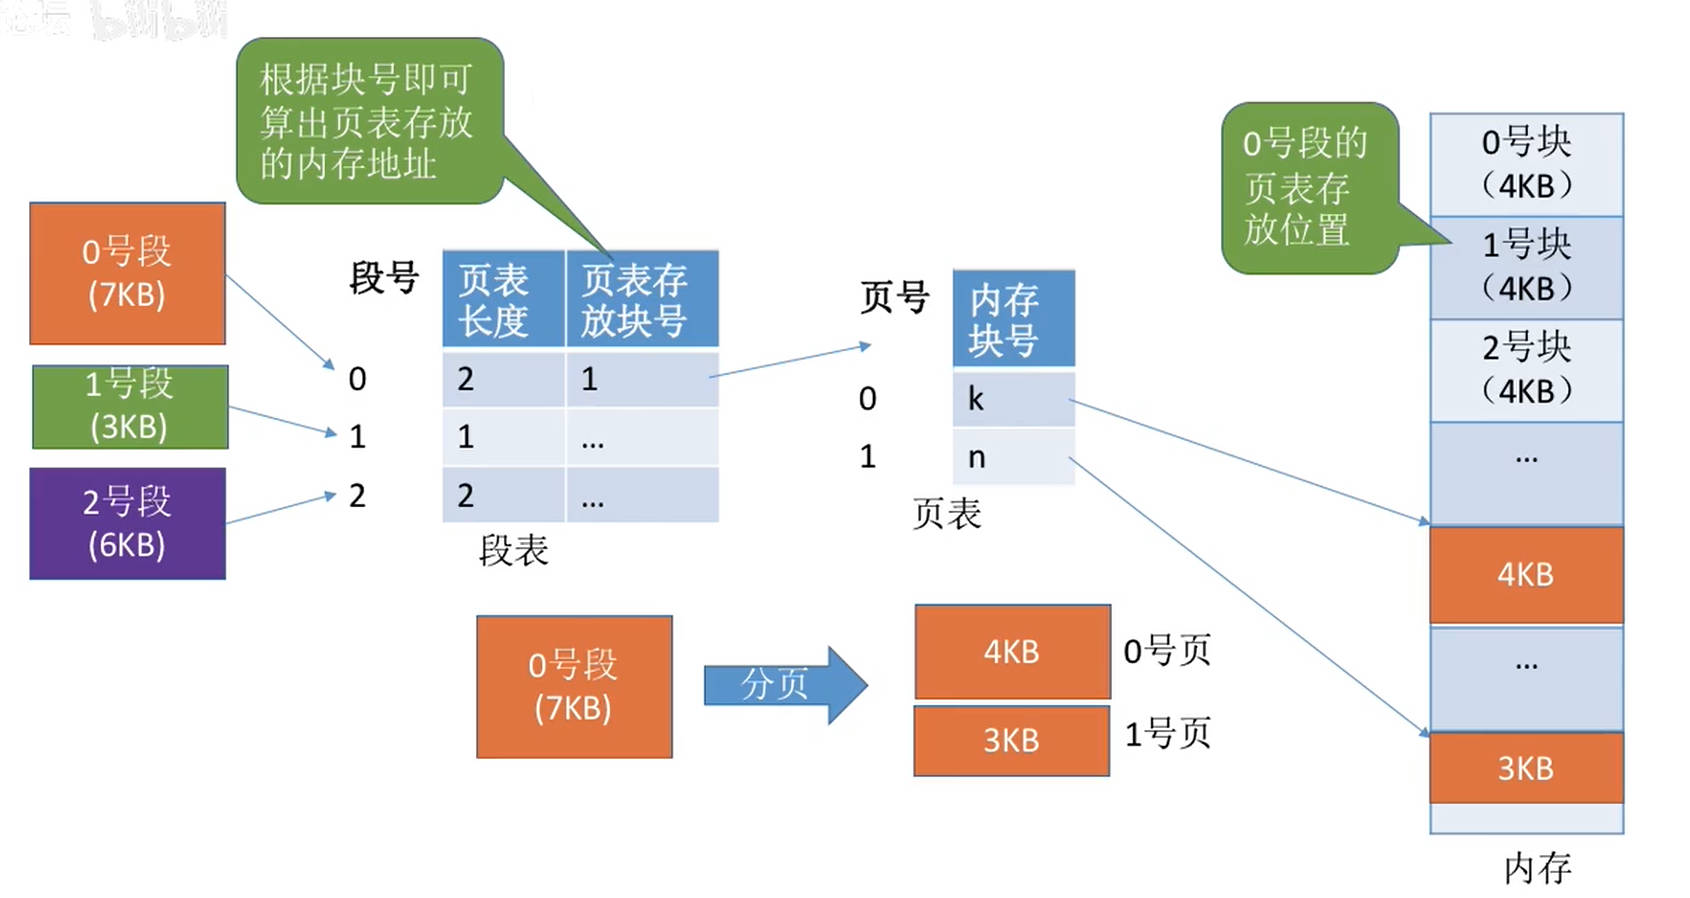 bilibili
根据块号即可
算出页表存放
的内存地址
0号段的
页表存
放位置
0号段
(7KB)
1号段
(3KB)
2号段
(6KB)
段号
页表
长度
页表存
放块号
0
2
1
1
1
...
2
2
...
段表
页号
内存
块号
0
k
1
n
页表
0号块
（4KB）
1号块
（4KB）
2号块
（4KB）
...
4KB
...
3KB
内存
0号段
(7KB)
分页
4KB
0号页
3KB
1号页